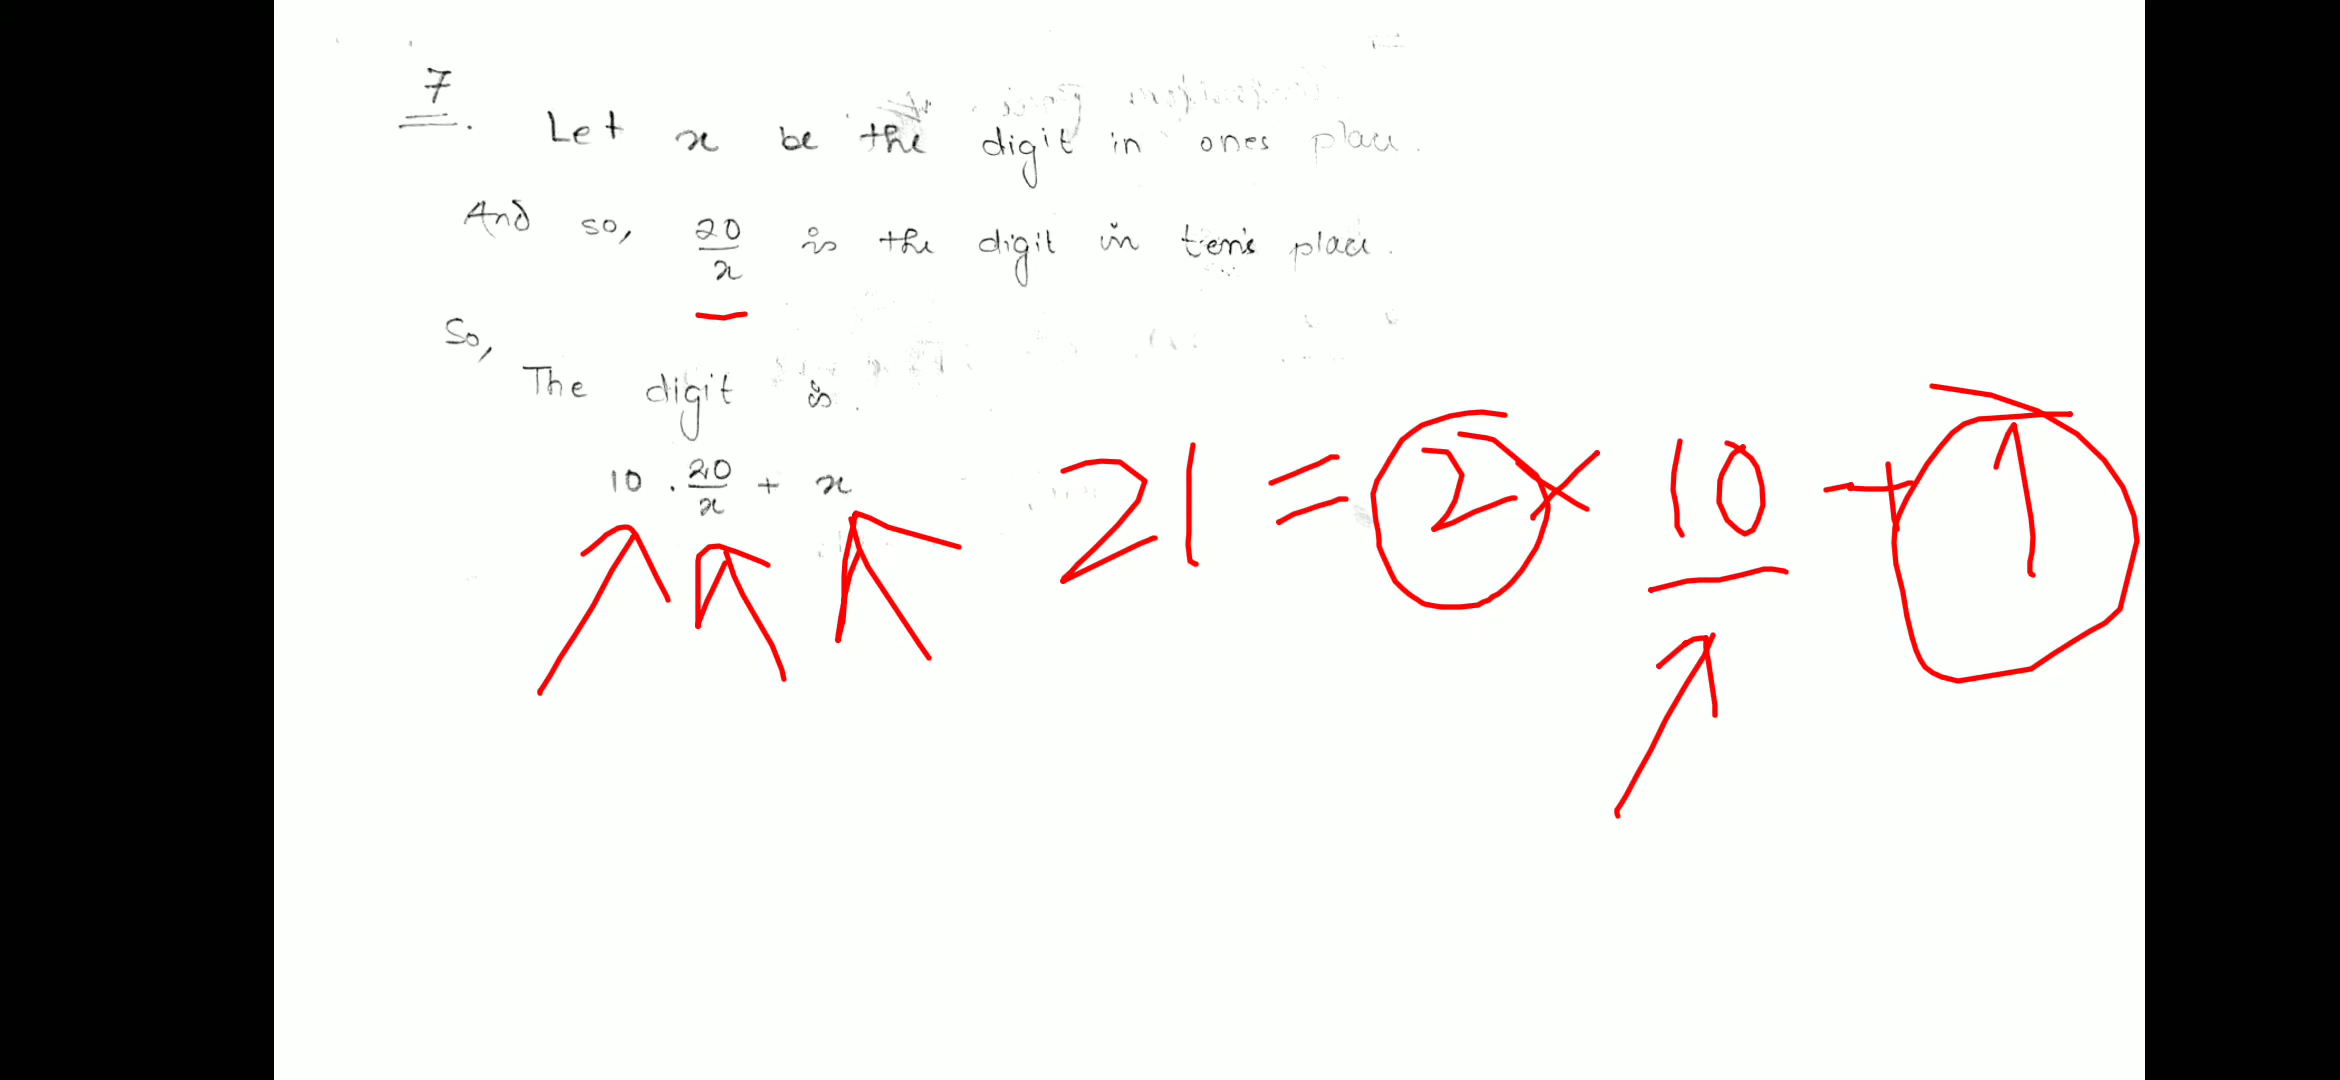 7.
Let x be the digit in ones place.
And so, 20/x is the digit in ten's place.
So,
The digit is.
10 . 20/x + x
21 = 2 × 10 + 1